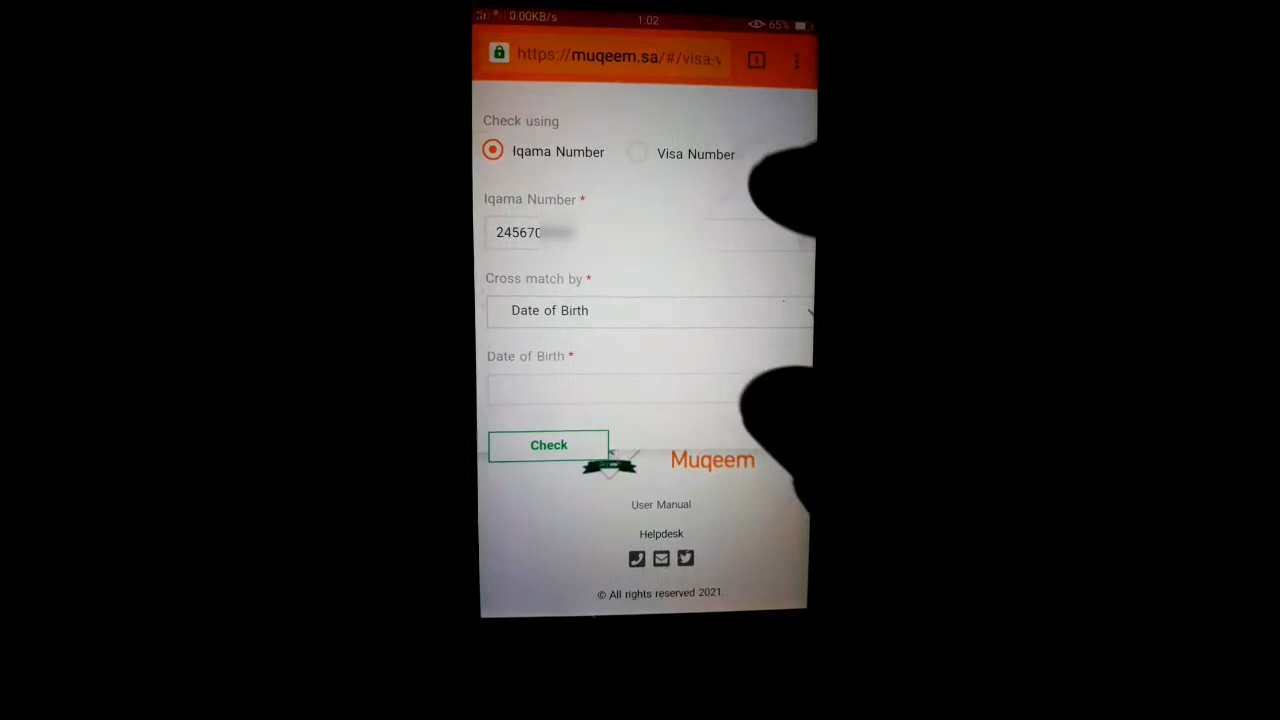 0.00KB/s 1:02 65%
https://muqeem.sa/#/visa-v
Check using
Iqama Number Visa Number
Iqama Number *
245670
Cross match by *
Date of Birth
Date of Birth *
Check
Muqeem
User Manual
Helpdesk
© All rights reserved 2021.